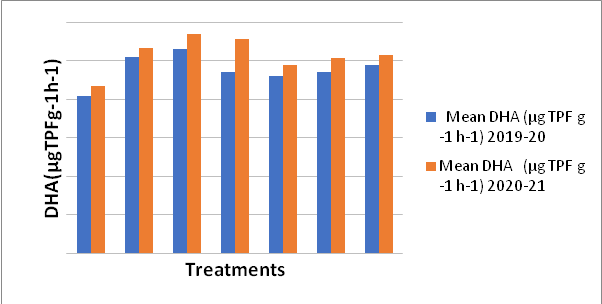 DHA(µgTPFg-1h-1)
Treatments
Mean DHA (µg TPF g
-1 h-1) 2019-20
Mean DHA (µg TPF g
-1 h-1) 2020-21